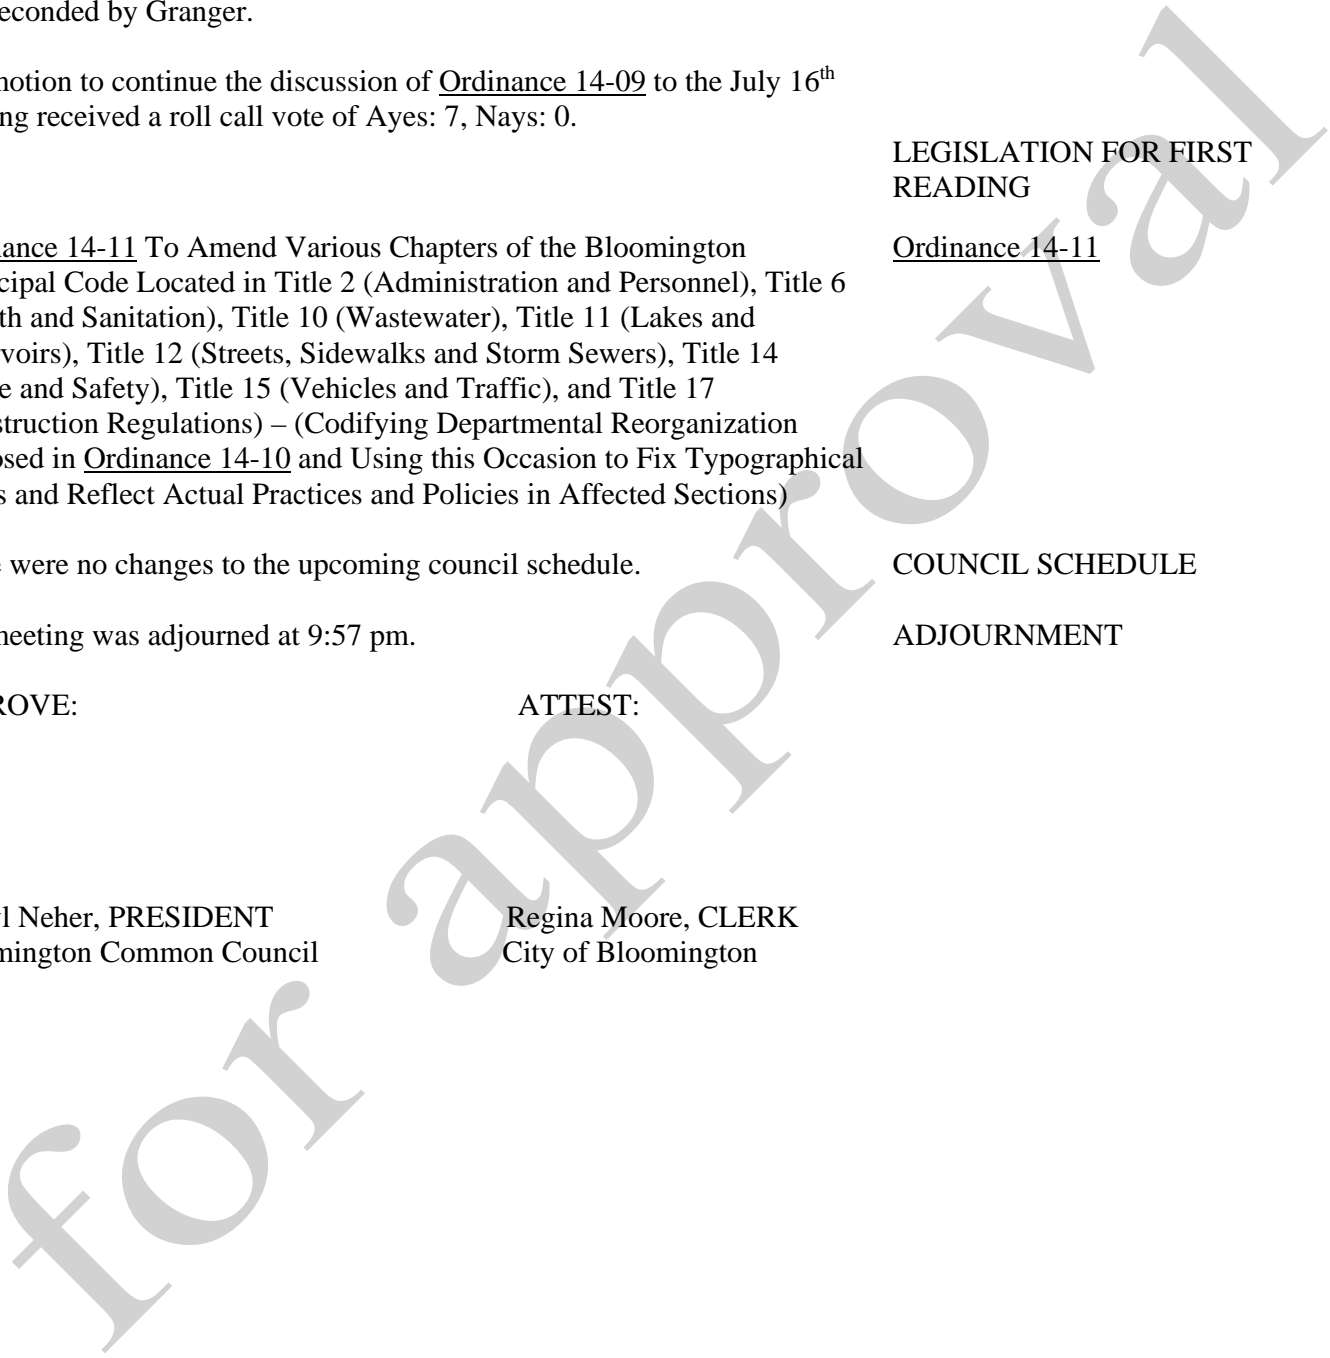 econded by Granger.
notion to continue the discussion of Ordinance 14-09 to the July 16th
ng received a roll call vote of Ayes: 7, Nays: 0.
LEGISLATION FOR FIRST
READING
ance 14-11 To Amend Various Chapters of the Bloomington
Ordinance 14-11
cipal Code Located in Title 2 (Administration and Personnel), Title 6
th and Sanitation), Title 10 (Wastewater), Title 11 (Lakes and
rvoirs), Title 12 (Streets, Sidewalks and Storm Sewers), Title 14
e and Safety), Title 15 (Vehicles and Traffic), and Title 17
struction Regulations) – (Codifying Departmental Reorganization
osed in Ordinance 14-10 and Using this Occasion to Fix Typographical
s and Reflect Actual Practices and Policies in Affected Sections)
e were no changes to the upcoming council schedule.
COUNCIL SCHEDULE
meeting was adjourned at 9:57 pm.
ADJOURNMENT
ROVE:
ATTEST:
l Neher, PRESIDENT
Regina Moore, CLERK
mington Common Council
City of Bloomington
for approval